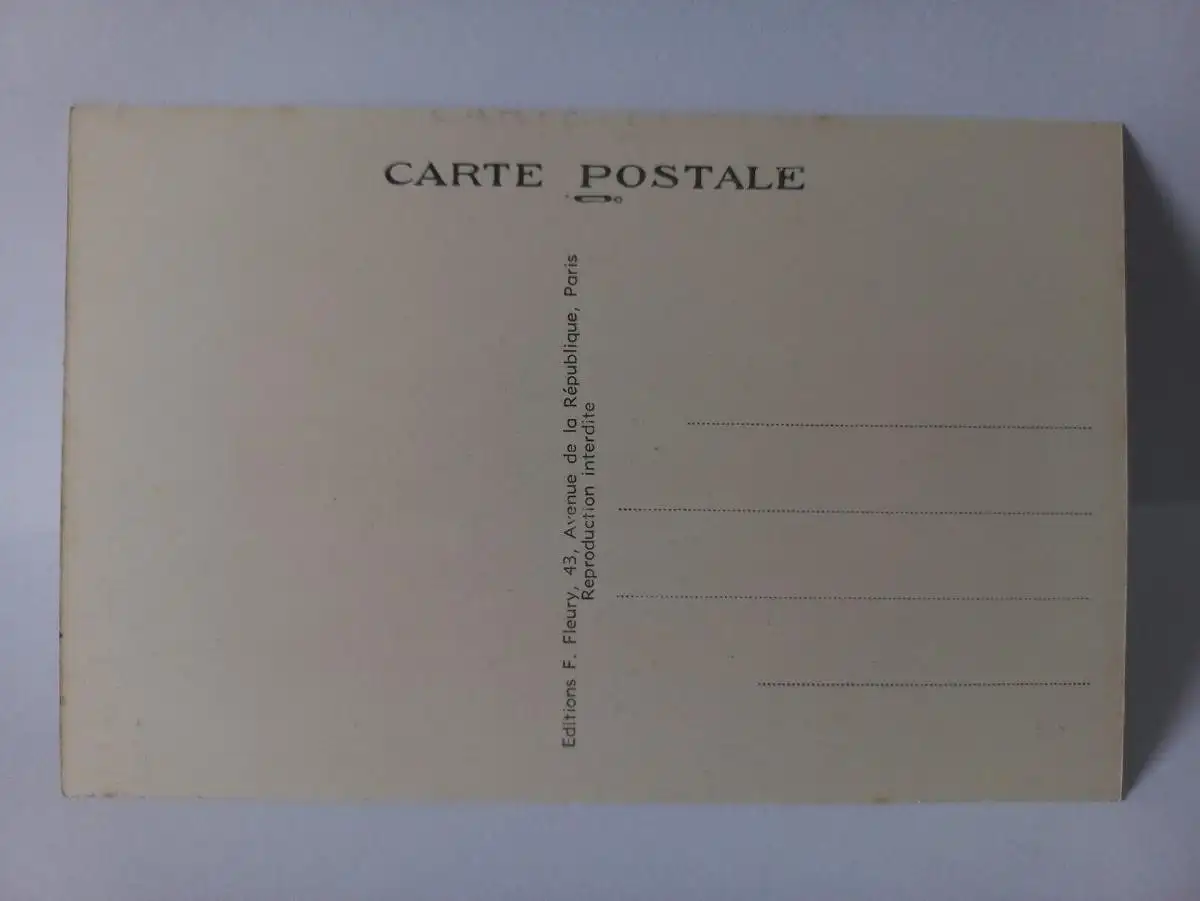 CARTE POSTALE
Editions F. Fleury, 43, Avenue de la République, Paris
Reproduction interdite